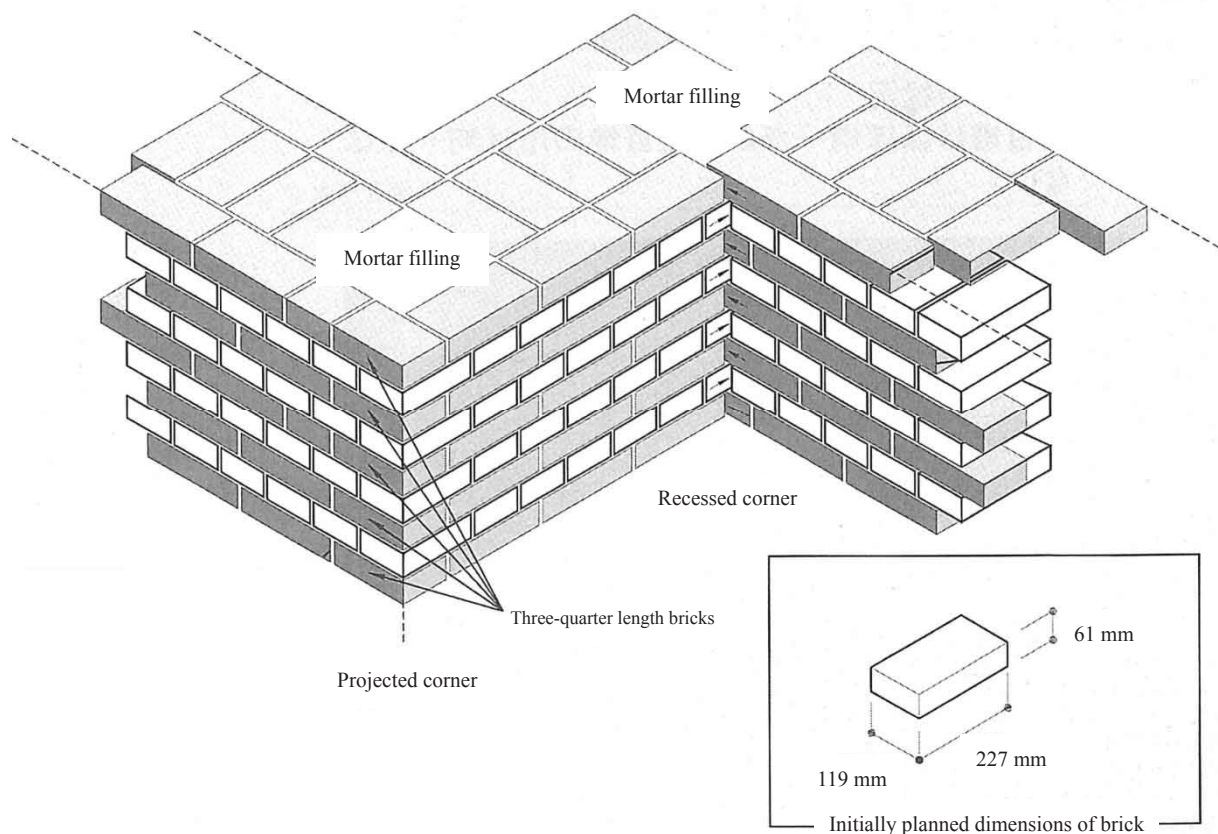 Mortar filling
Mortar filling
Recessed corner
Three-quarter length bricks
Projected corner
61 mm
227 mm
119 mm
Initially planned dimensions of brick